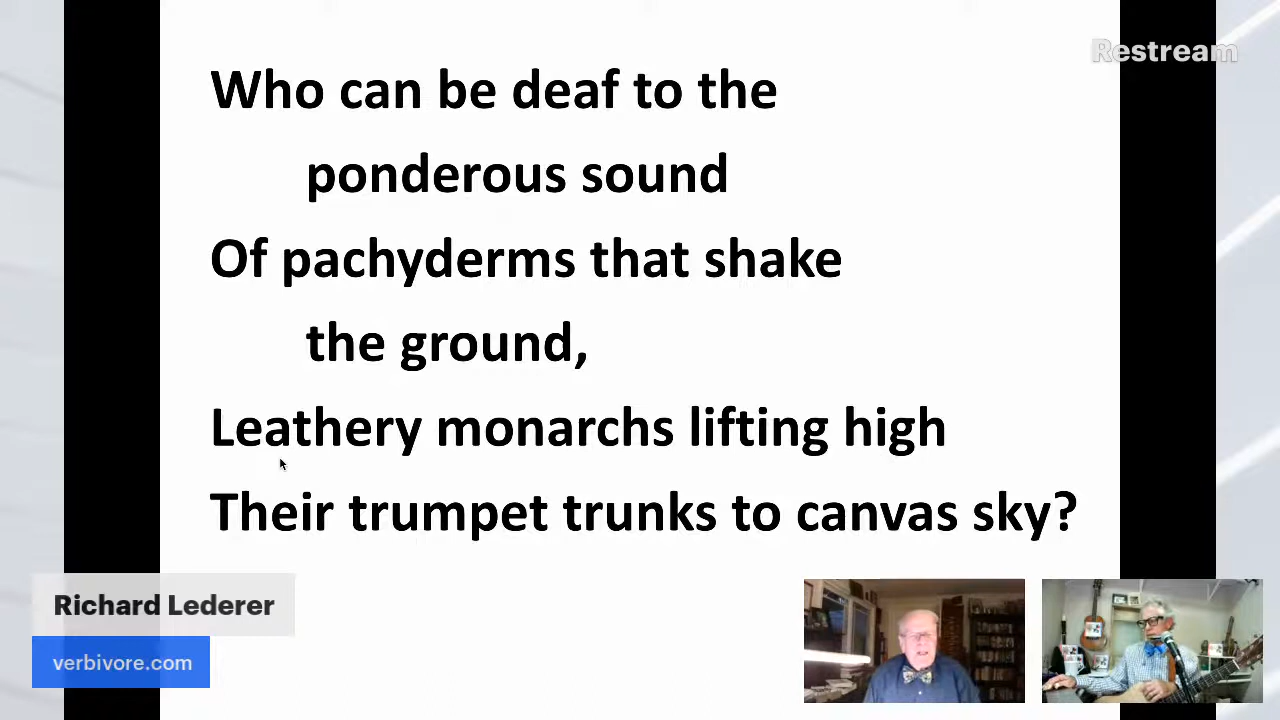 Restream
Who can be deaf to the
ponderous sound
Of pachyderms that shake
the ground,
Leathery monarchs lifting high
Their trumpet trunks to canvas sky?
Richard Lederer
verbivore.com